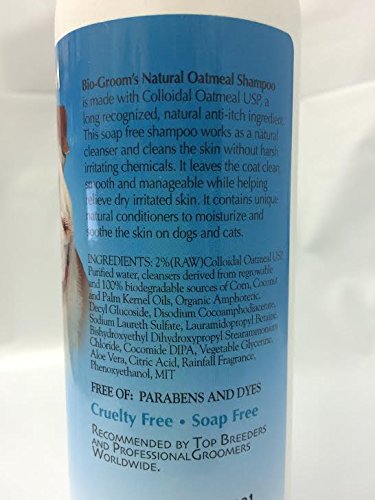 Bio-Groom's Natural Oatmeal Shampoo
is made with Colloidal Oatmeal USP, a
long recognized, natural anti-itch ingredient.
This soap free shampoo works as a natural
cleanser and cleans the skin without harsh
irritating chemicals. It leaves the coat clean,
smooth and manageable while helping
relieve dry irritated skin. It contains unique
natural conditioners to moisturize and
soothe the skin on dogs and cats.
INGREDIENTS: 2%(RAW)Colloidal Oatmeal USP,
Purified water, cleansers derived from regrowable
and 100% biodegradable sources of Corn, Coconut
and Palm Kernel Oils, Organic Amphoteric,
Decyl Glucoside, Disodium Cocoamphodiacetate,
Sodium Laureth Sulfate, Lauramidopropyl Betaine,
Bishydroxyethyl Dihydroxypropyl Stearammonium
Chloride, Cocomide DIPA, Vegetable Glycerine,
Aloe Vera, Citric Acid, Rainfall Fragrance,
Phenoxyethanol, MIT
FREE OF: PARABENS AND DYES
Cruelty Free • Soap Free
RECOMMENDED BY TOP BREEDERS
AND PROFESSIONAL GROOMERS
WORLDWIDE.